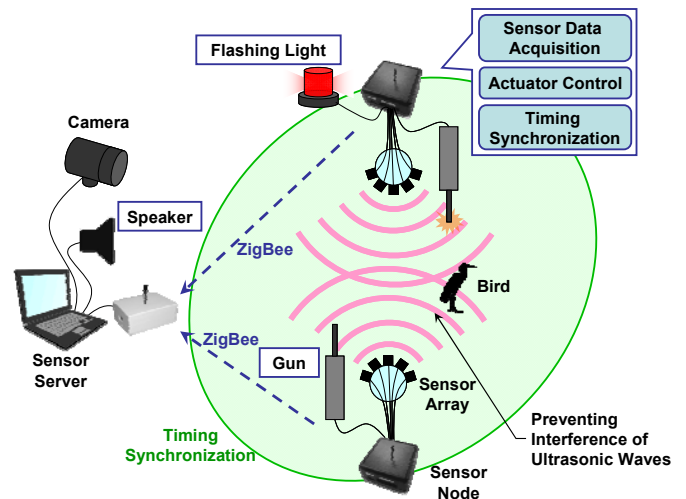 Flashing Light
Sensor Data
Acquisition
Actuator Control
Timing
Synchronization
Camera
Speaker
ZigBee
Bird
ZigBee
Sensor
Server
Gun
Sensor
Array
Timing
Synchronization
Preventing
Interference of
Ultrasonic Waves
Sensor
Node